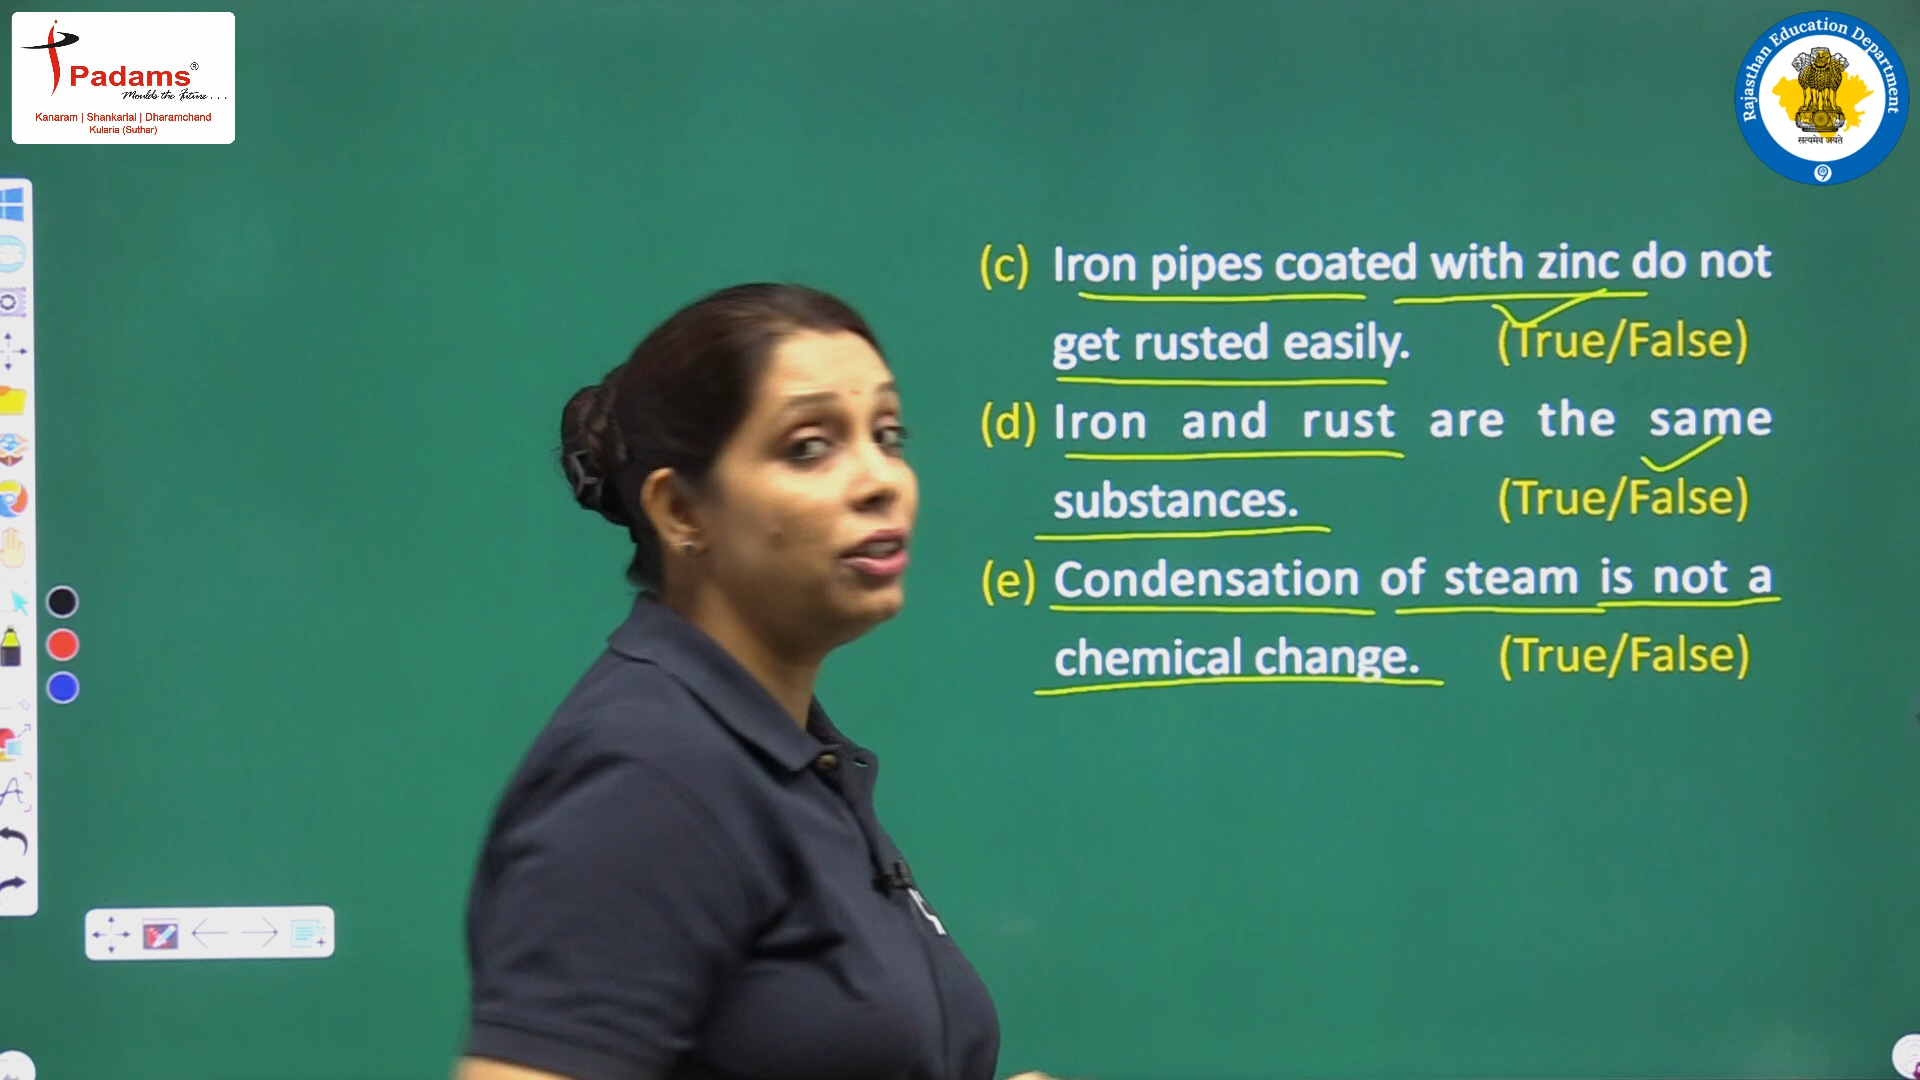 Padams®
Moulds the Future . . .
Kanaram | Shankarlal | Dharamchand
Kularia (Suthar)
Rajasthan Education Department
सत्यमेव जयते
(c) Iron pipes coated with zinc do not
get rusted easily. (True/False)
(d) Iron and rust are the same
substances. (True/False)
(e) Condensation of steam is not a
chemical change. (True/False)